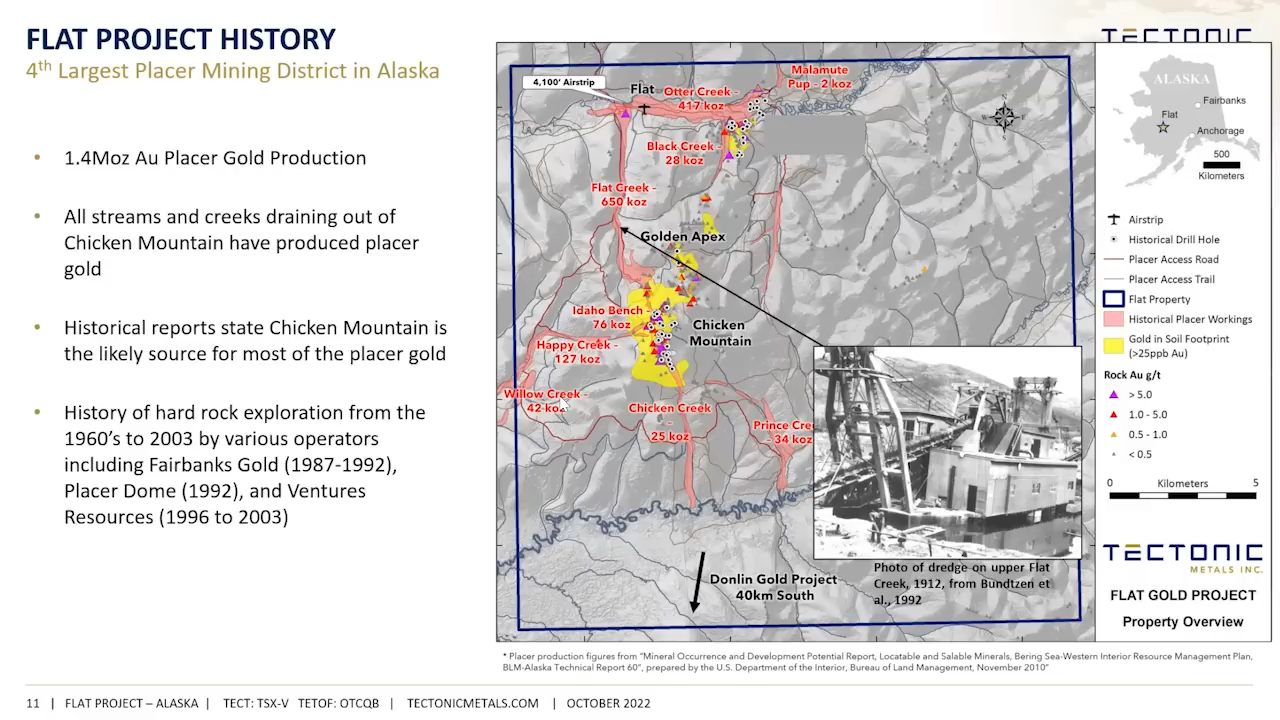 FLAT PROJECT HISTORY
4th Largest Placer Mining District in Alaska
• 1.4Moz Au Placer Gold Production
• All streams and creeks draining out of
Chicken Mountain have produced placer
gold
• Historical reports state Chicken Mountain is
the likely source for most of the placer gold
• History of hard rock exploration from the
1960’s to 2003 by various operators
including Fairbanks Gold (1987-1992),
Placer Dome (1992), and Ventures
Resources (1996 to 2003)
TECTONIC
4,100’ Airstrip
Flat
Otter Creek -
417 koz
Malamute
Pup - 2 koz
Black Creek -
28 koz
Flat Creek -
650 koz
Golden Apex
Idaho Bench -
76 koz
Chicken
Mountain
Happy Creek -
127 koz
Willow Creek -
42 koz
Chicken Creek
-
25 koz
Prince Cre
- 34 koz
Donlin Gold Project
40km South
Photo of dredge on upper Flat
Creek, 1912, from Bundtzen et
al., 1992
N
W
E
S
ALASKA
Fairbanks
Flat
Anchorage
500
Kilometers
Airstrip
Historical Drill Hole
Placer Access Road
Placer Access Trail
Flat Property
Historical Placer Workings
Gold in Soil Footprint
(>25ppb Au)
Rock Au g/t
> 5.0
1.0 - 5.0
0.5 - 1.0
< 0.5
0 Kilometers 5
TECTONIC
METALS INC.
FLAT GOLD PROJECT
Property Overview
* Placer production figures from “Mineral Occurrence and Development Potential Report, Locatable and Salable Minerals, Bering Sea-Western Interior Resource Management Plan,
BLM-Alaska Technical Report 60”, prepared by the U.S. Department of the Interior, Bureau of Land Management, November 2010”
11 | FLAT PROJECT – ALASKA | TECT: TSX-V TETOF: OTCQB | TECTONICMETALS.COM | OCTOBER 2022